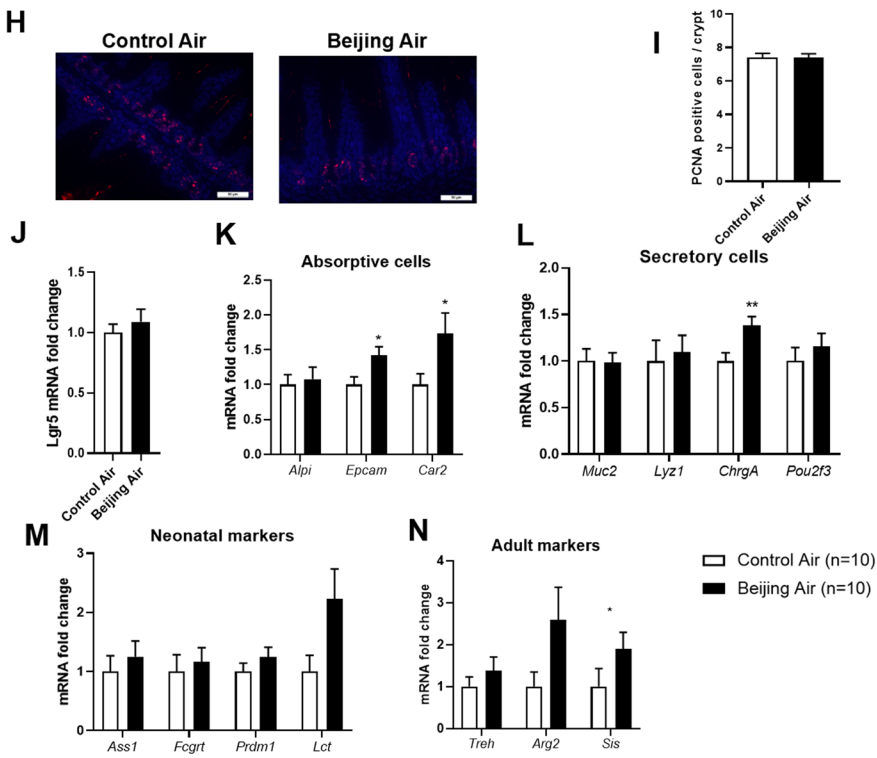 H
Control Air
Beijing Air
I
PCNA positive cells / crypt
10
8
6
4
2
0
Control Air
Beijing Air
J
Lgr5 mRNA fold change
1.5
1.0
0.5
0.0
Control Air
Beijing Air
K
Absorptive cells
mRNA fold change
2.5
2.0
1.5
1.0
0.5
0.0
*
*
Alpi
Epcam
Car2
L
Secretory cells
mRNA fold change
2.0
1.5
1.0
0.5
0.0
**
Muc2
Lyz1
ChrgA
Pou2f3
M
Neonatal markers
mRNA fold change
3
2
1
0
Ass1
Fcgrt
Prdm1
Lct
N
Adult markers
mRNA fold change
4
3
2
1
0
*
Treh
Arg2
Sis
Control Air (n=10)
Beijing Air (n=10)